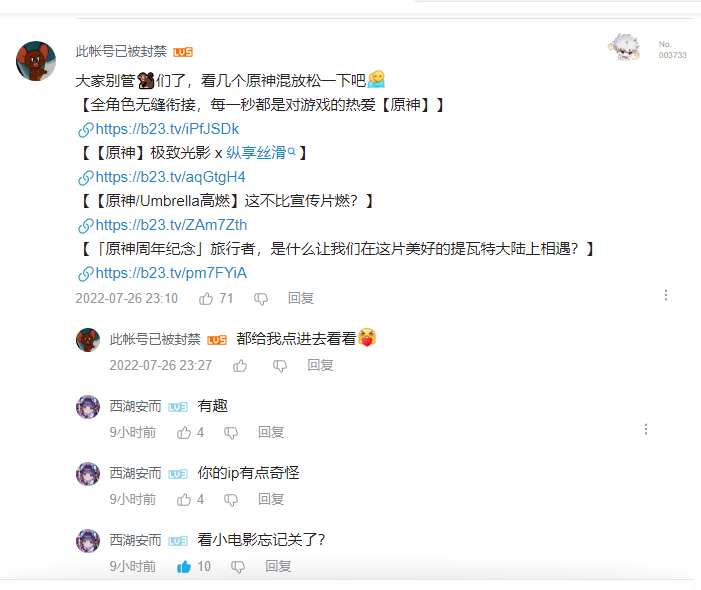 此帐号已被封禁 LV5
No.
003733
大家别管们了，看几个原神混放松一下吧
【全角色无缝衔接，每一秒都是对游戏的热爱【原神】】
https://b23.tv/iPfJSDk
【【原神】极致光影 x 纵享丝滑】
https://b23.tv/aqGtgH4
【【原神/Umbrella高燃】这不比宣传片燃？】
https://b23.tv/ZAm7Zth
【「原神周年纪念」旅行者，是什么让我们在这片美好的提瓦特大陆上相遇？】
https://b23.tv/pm7FYiA
2022-07-26 23:10 71 回复
此帐号已被封禁 LV5 都给我点进去看看
2022-07-26 23:27 回复
西湖安而 LV3 有趣
9小时前 4 回复
西湖安而 LV3 你的ip有点奇怪
9小时前 4 回复
西湖安而 LV3 看小电影忘记关了？
9小时前 10 回复